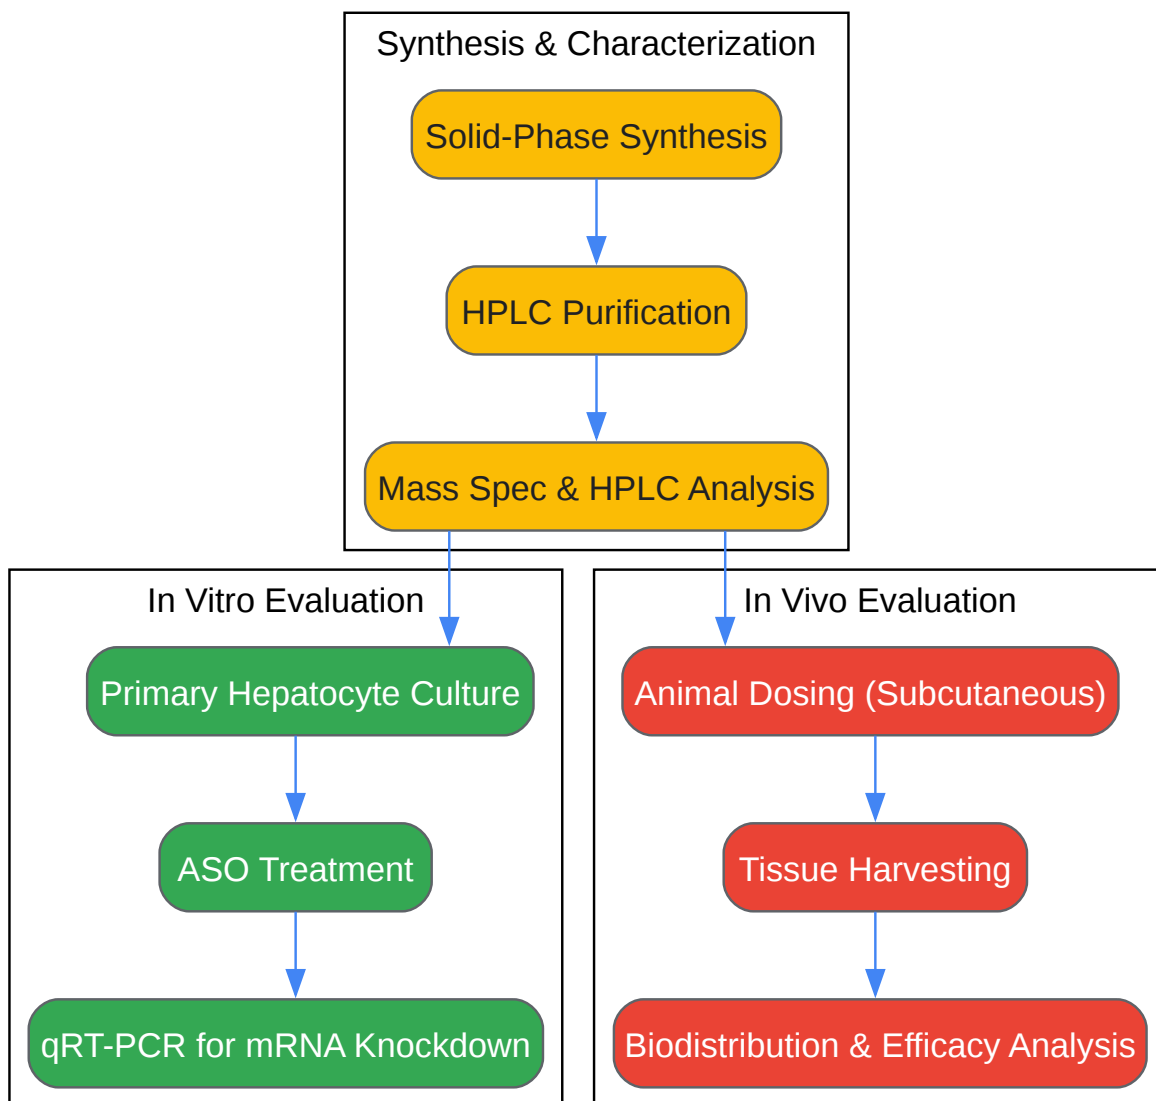 Synthesis & Characterization
Solid-Phase Synthesis
HPLC Purification
Mass Spec & HPLC Analysis
In Vitro Evaluation
Primary Hepatocyte Culture
ASO Treatment
qRT-PCR for mRNA Knockdown
In Vivo Evaluation
Animal Dosing (Subcutaneous)
Tissue Harvesting
Biodistribution & Efficacy Analysis